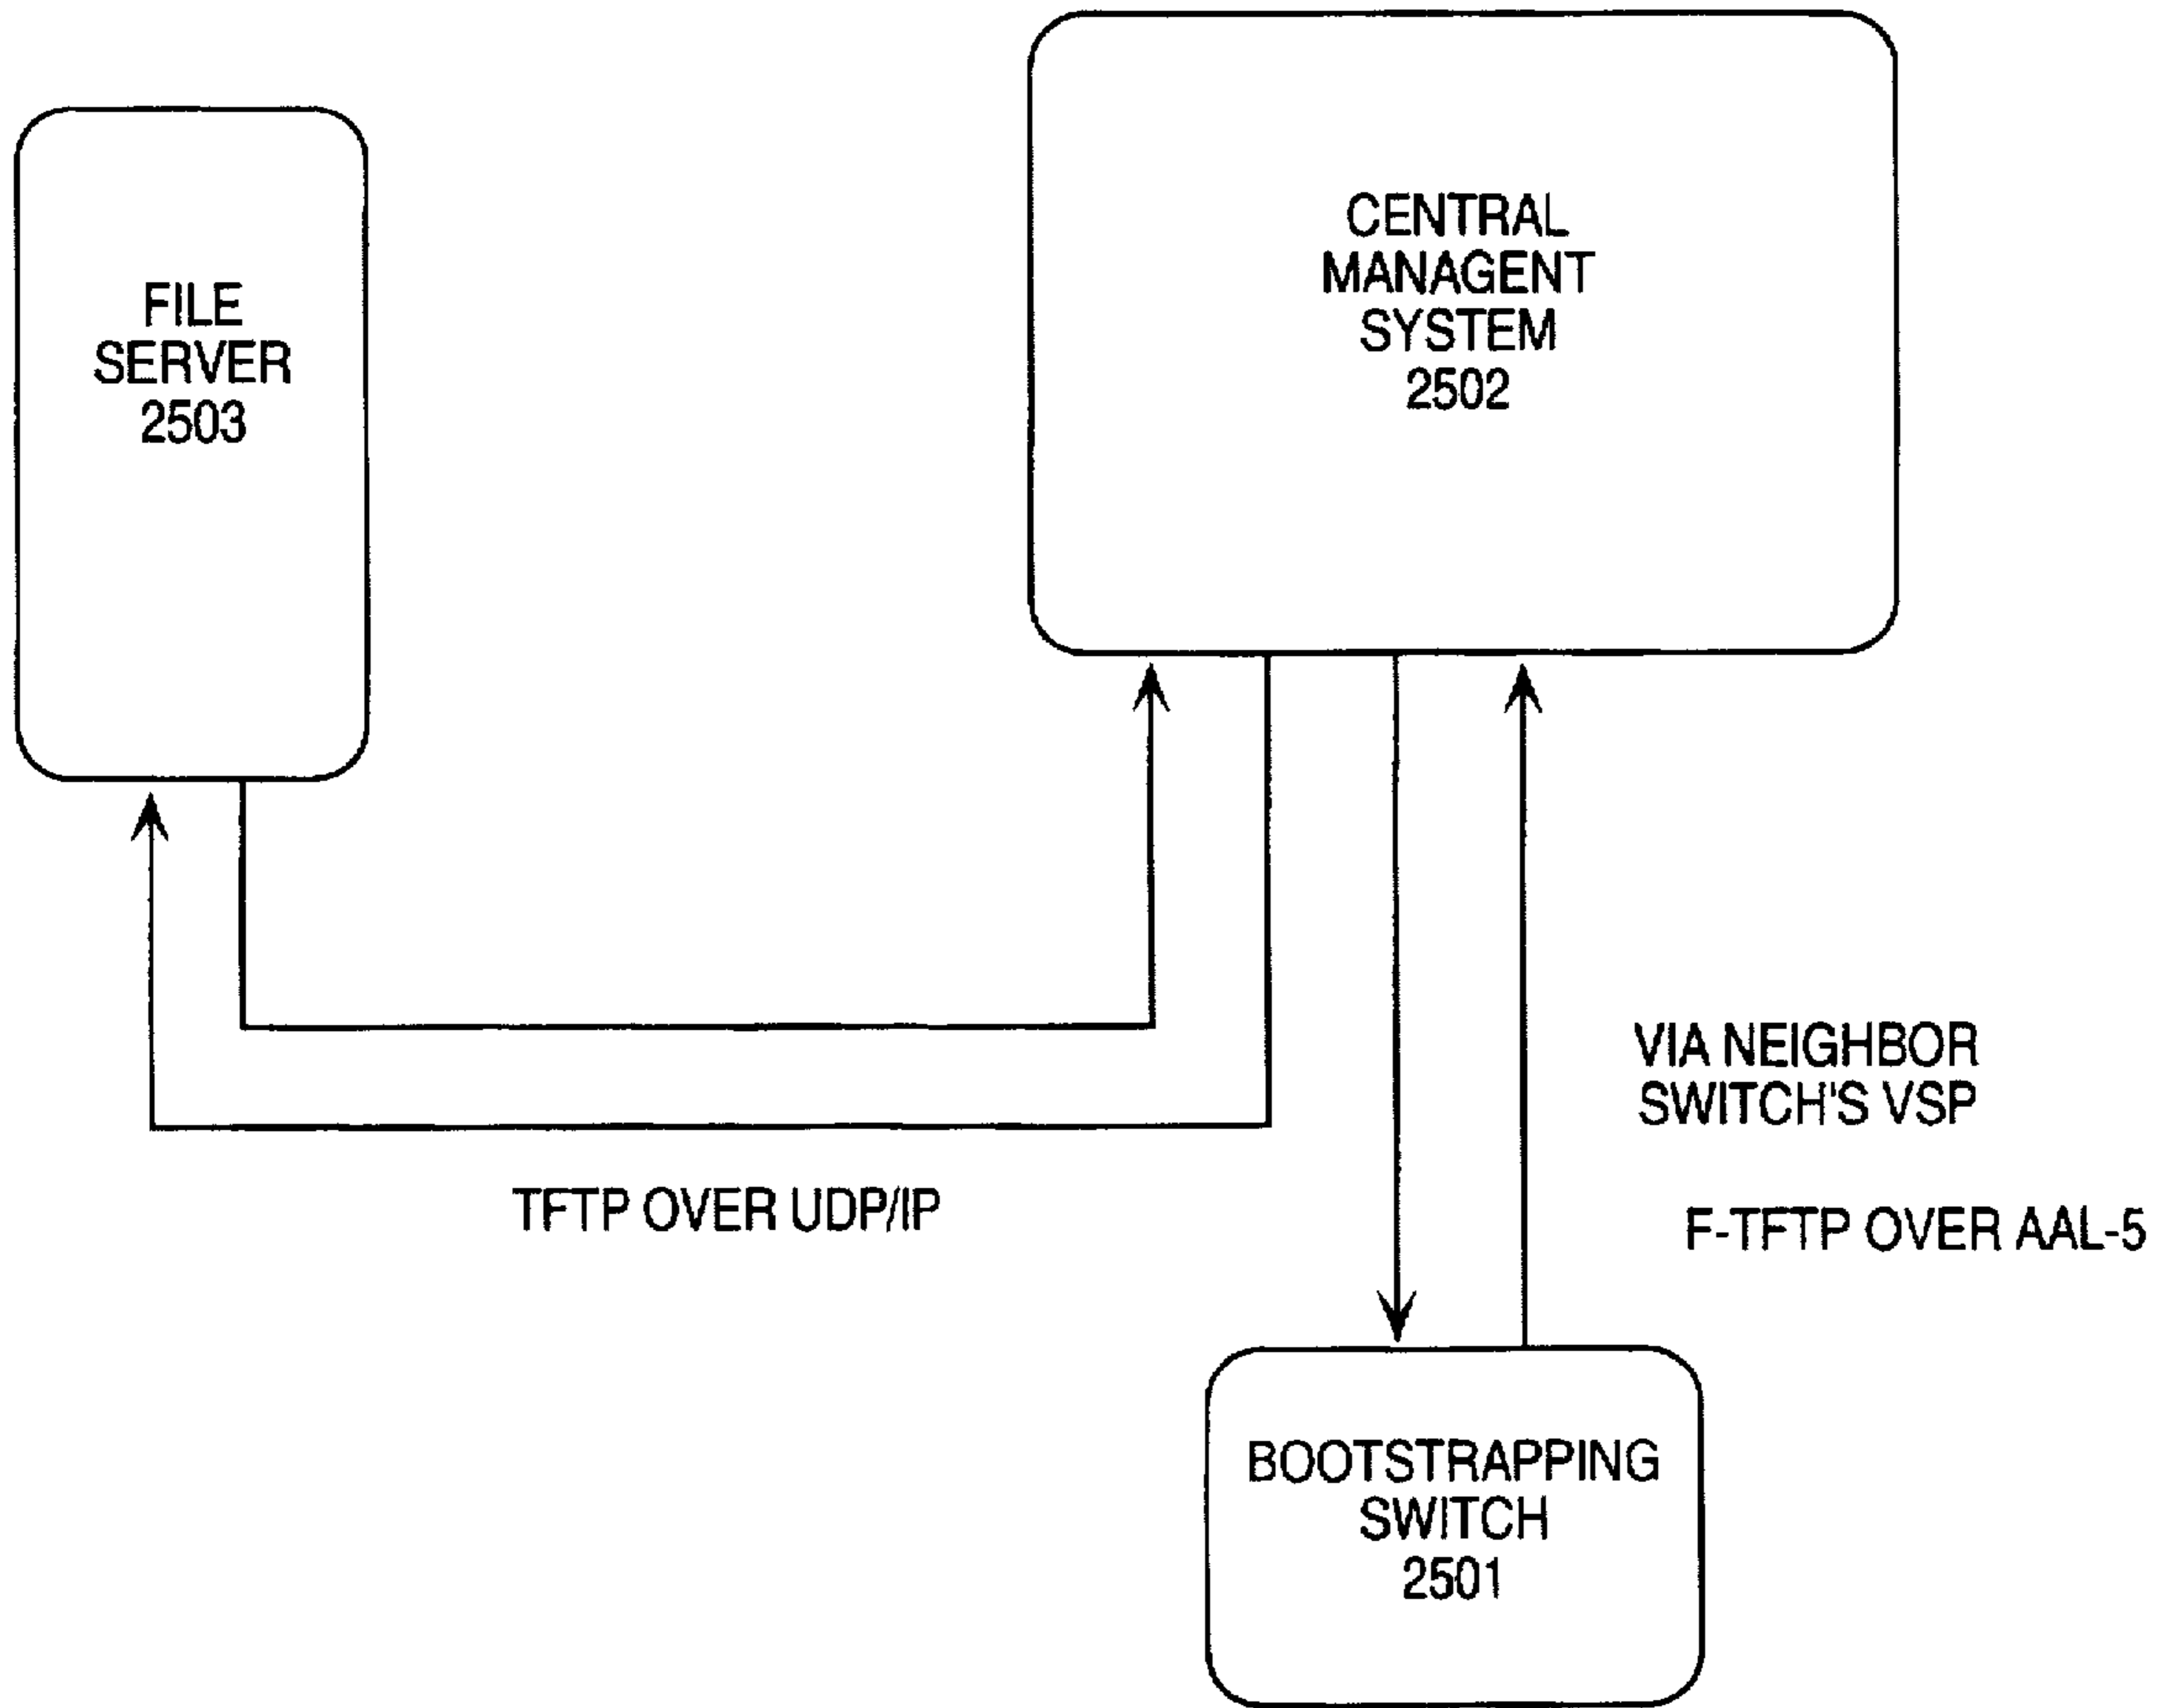 FILE
SERVER
2503
CENTRAL
MANAGENT
SYSTEM
2502
VIA NEIGHBOR
SWITCH'S VSP
TFTP OVER UDP/IP
F-TFTP OVER AAL-5
BOOTSTRAPPING
SWITCH
2501